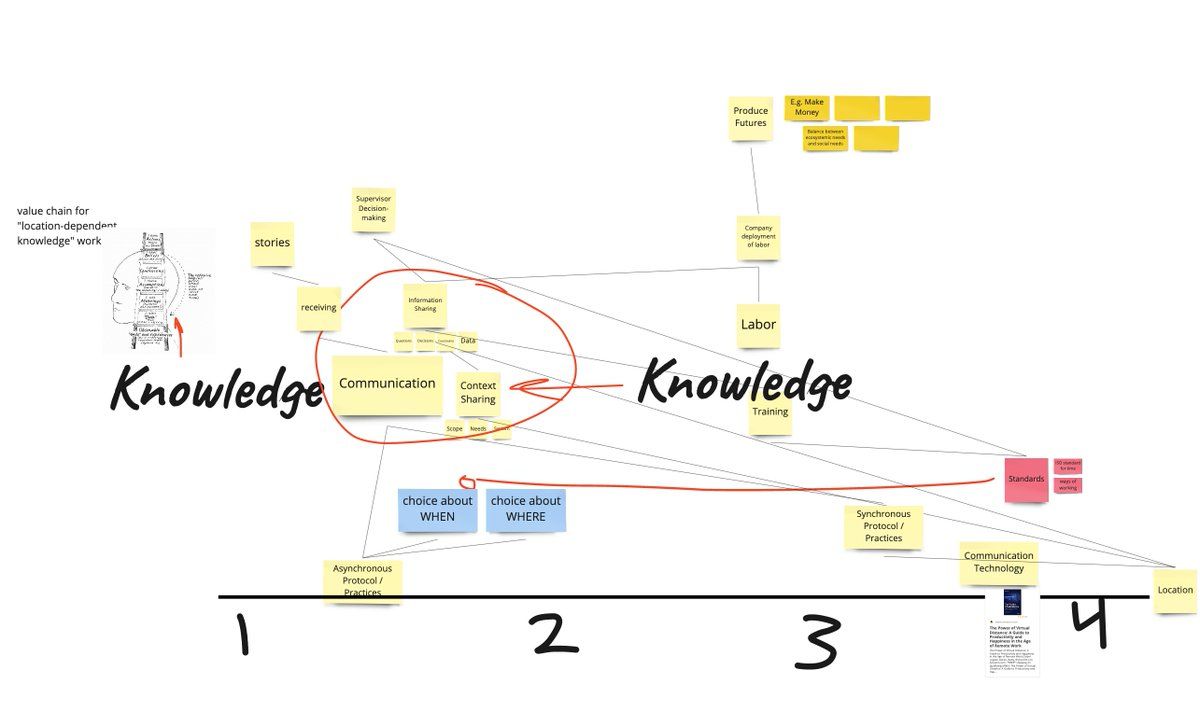 Produce
Futures
E.g. Make
Money
Balance between
ecosystemic needs
and social needs
value chain for
"location-dependent
knowledge" work
Supervisor
Decision-
making
stories
Company
deployment
of labor
receiving
Information
Sharing
Labor
Questions
Decisions
Data
Communication
Context
Sharing
Knowledge
Knowledge
Training
Scope
Needs
Standards
ISO standard
for time
ways of
working
choice about
WHEN
choice about
WHERE
Synchronous
Protocol /
Practices
Communication
Technology
Asynchronous
Protocol /
Practices
Location
1
2
3
4
The Power of Virtual
Distance: A Guide to
Productivity and
Happiness in the Age
of Remote Work